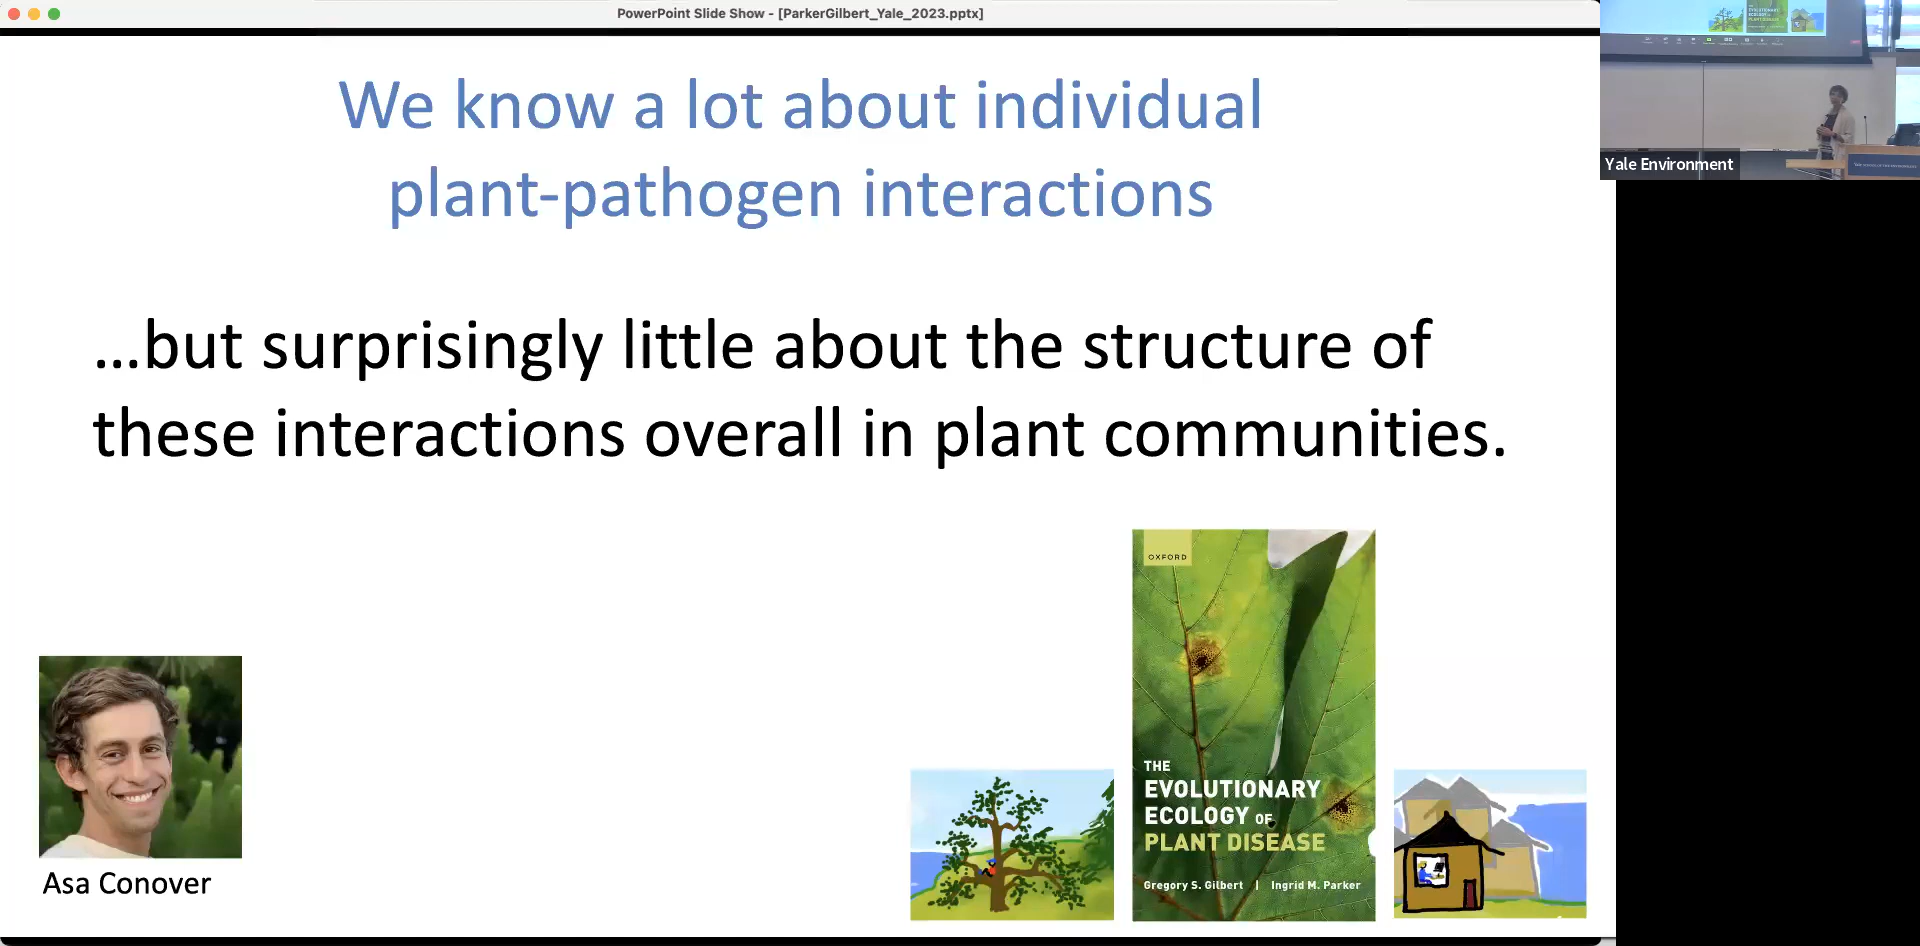 PowerPoint Slide Show - [ParkerGilbert_Yale_2023.pptx]
We know a lot about individual
plant-pathogen interactions
...but surprisingly little about the structure of
these interactions overall in plant communities.
Asa Conover
OXFORD
THE
EVOLUTIONARY
ECOLOGY OF
PLANT DISEASE
Gregory S. Gilbert | Ingrid M. Parker
Yale Environment